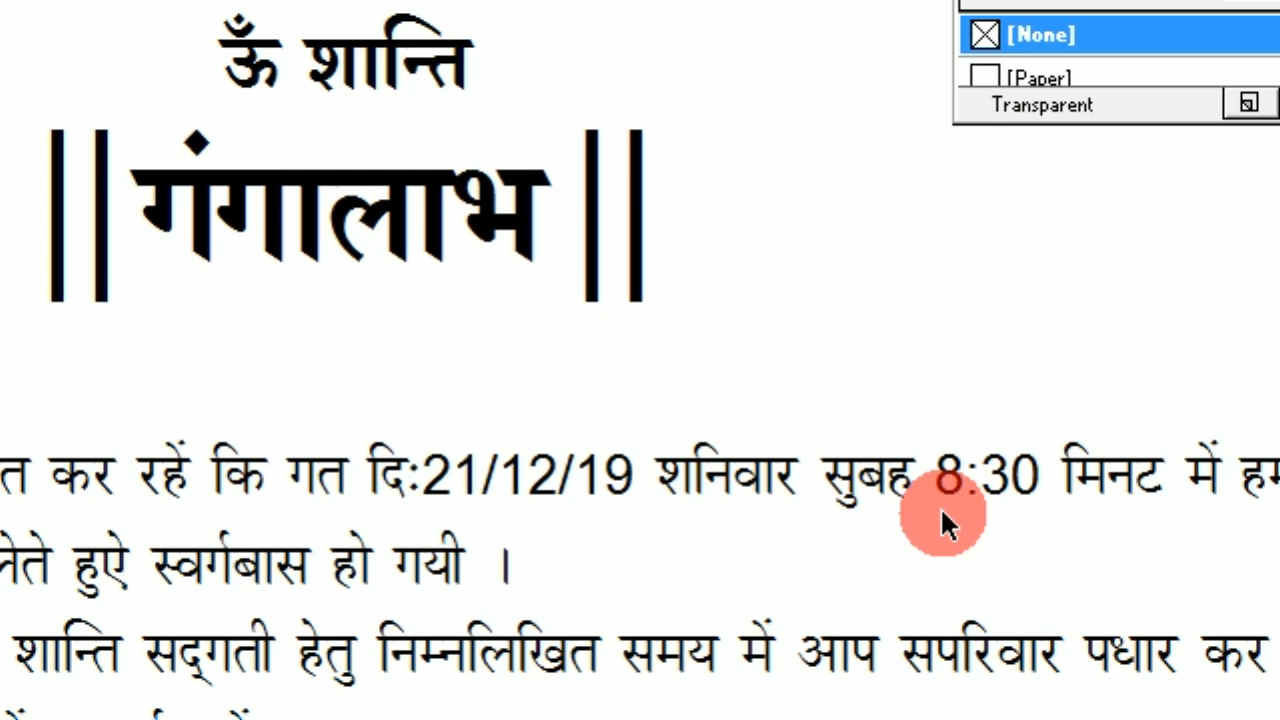 ऊँ शान्ति
[None]
[Paper]
Transparent
||गंगालाभ||
त कर रहें कि गत दि:21/12/19 शनिवार सुबह 8:30 मिनट में हम
लेते हुऐ स्वर्गबास हो गयी ।
शान्ति सद्‌गती हेतु निम्नलिखित समय में आप सपरिवार पधार कर